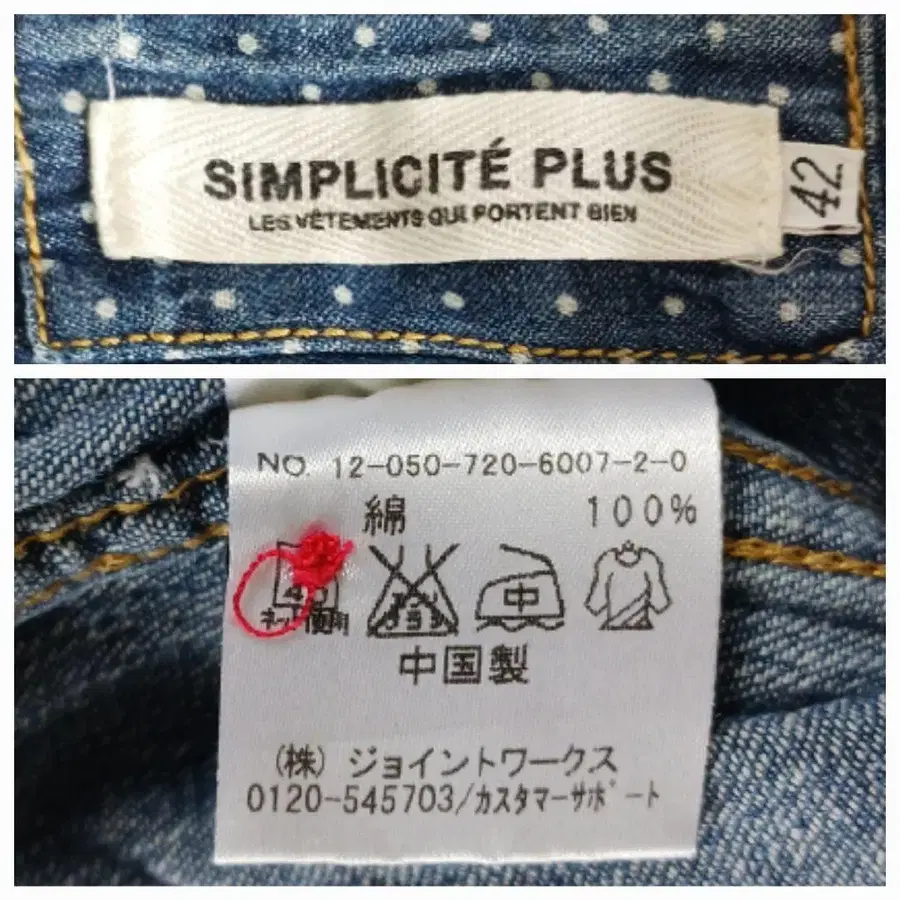 SIMPLICITÉ PLUS
42
LES VÊTEMENTS QUI PORTENT BIEN
NO. 12-050-720-6007-2-0
綿 100%
中
中国製
(株) ジョイントワークス
0120-545703/カスタマーサポート